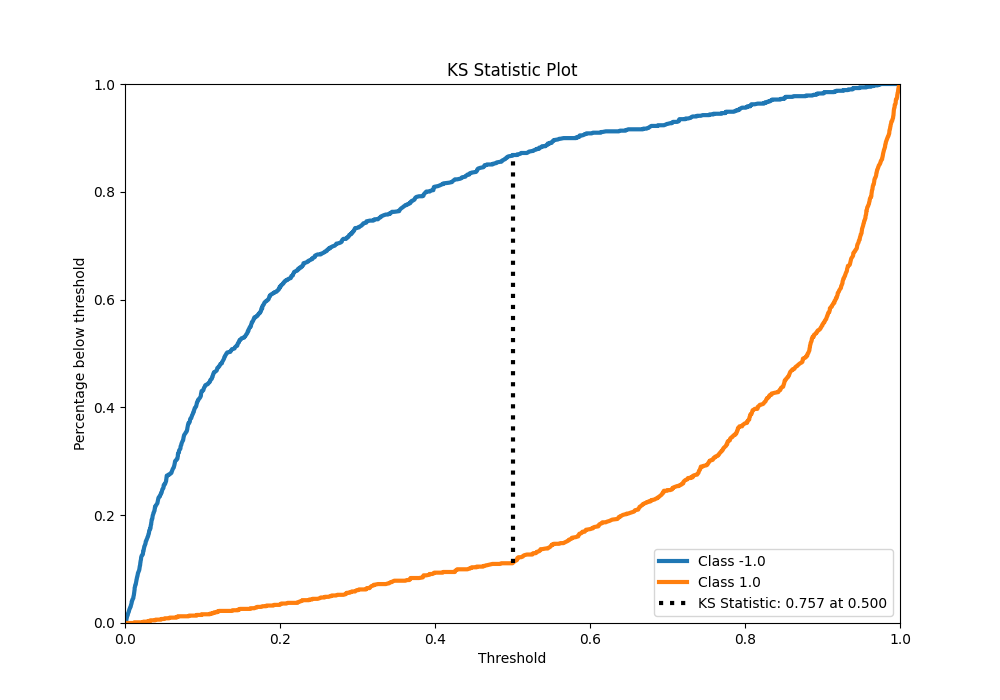 KS Statistic Plot
Percentage below threshold
1.0
0.8
0.6
0.4
0.2
0.0
0.0 0.2 0.4 0.6 0.8 1.0
Threshold
Class -1.0
Class 1.0
KS Statistic: 0.757 at 0.500